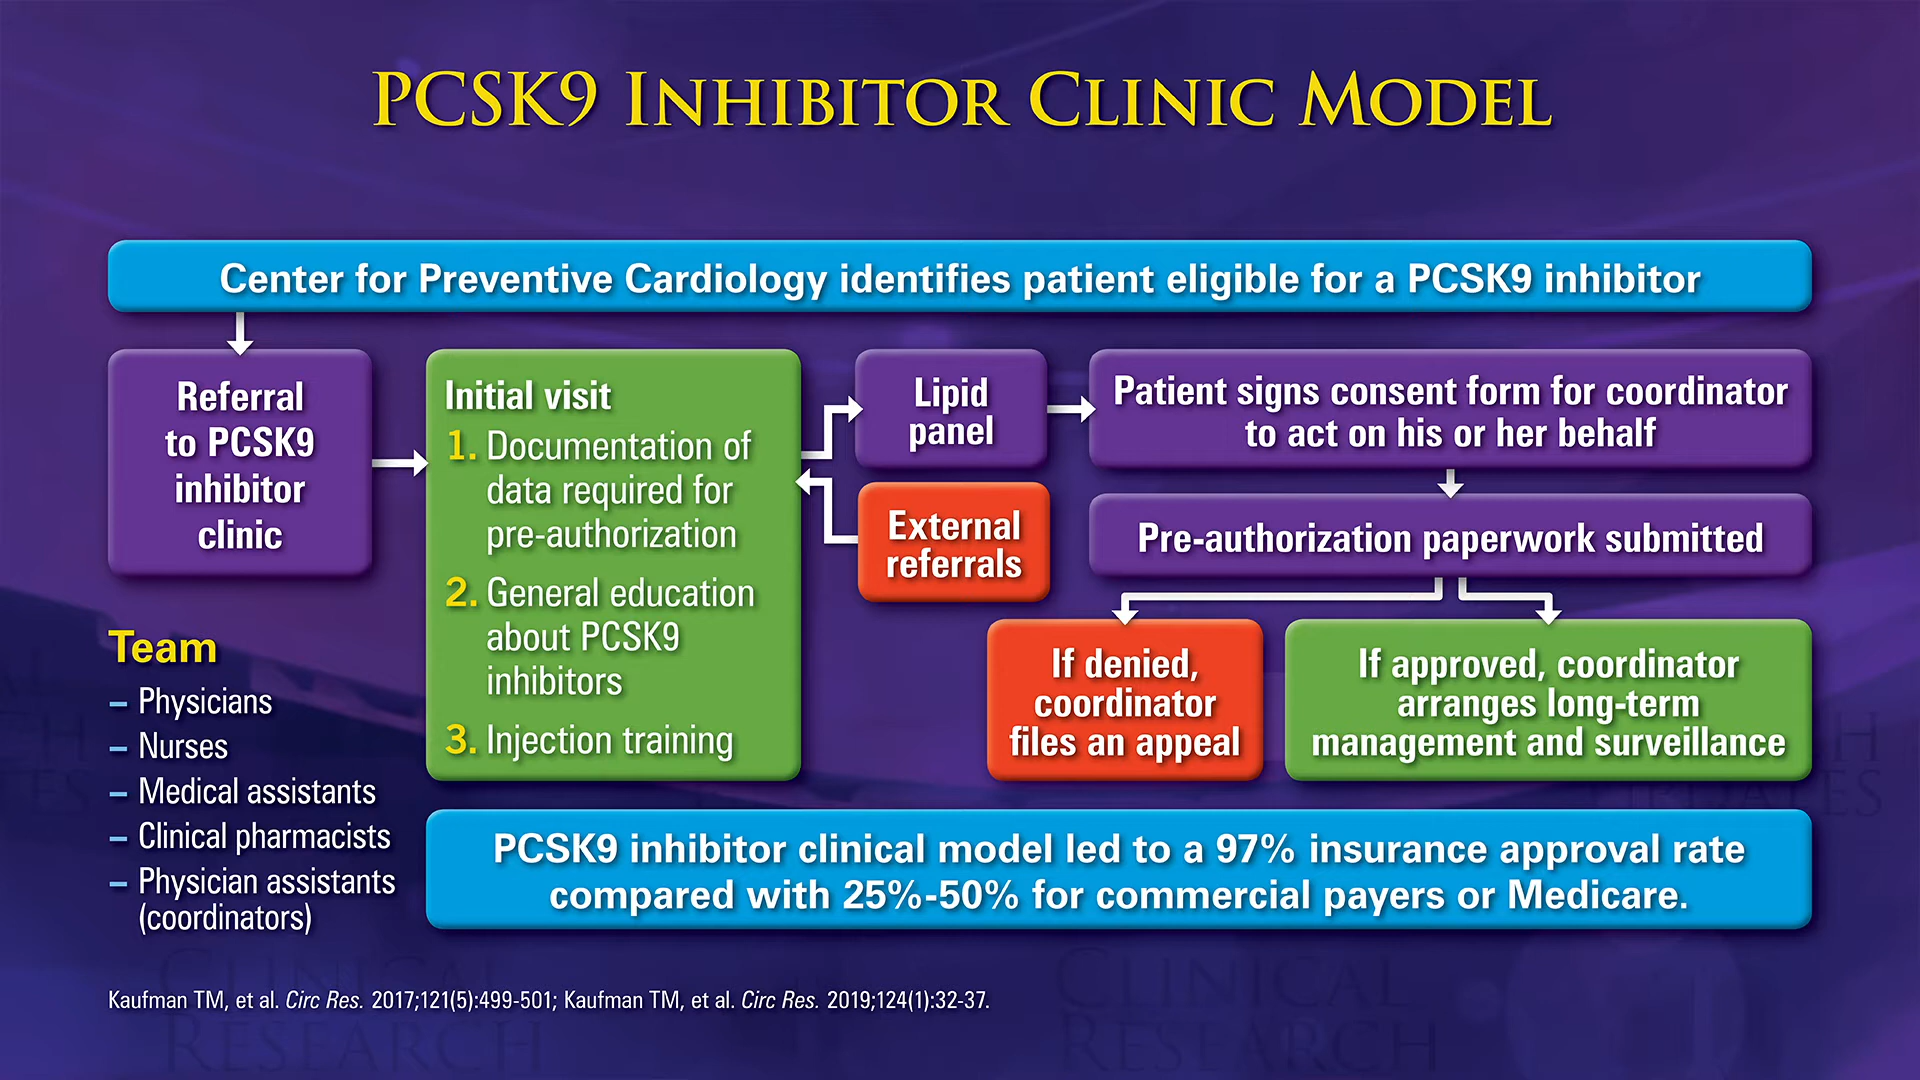 PCSK9 INHIBITOR CLINIC MODEL
Center for Preventive Cardiology identifies patient eligible for a PCSK9 inhibitor
Referral
to PCSK9
inhibitor
clinic
Initial visit
1. Documentation of
data required for
pre-authorization
2. General education
about PCSK9
inhibitors
3. Injection training
Lipid
panel
External
referrals
Patient signs consent form for coordinator
to act on his or her behalf
Pre-authorization paperwork submitted
If denied,
coordinator
files an appeal
If approved, coordinator
arranges long-term
management and surveillance
Team
– Physicians
– Nurses
– Medical assistants
– Clinical pharmacists
– Physician assistants
(coordinators)
PCSK9 inhibitor clinical model led to a 97% insurance approval rate
compared with 25%-50% for commercial payers or Medicare.
Kaufman TM, et al. Circ Res. 2017;121(5):499-501; Kaufman TM, et al. Circ Res. 2019;124(1):32-37.
CLINICAL
RESEARCH
CLINICAL
RESEARCH